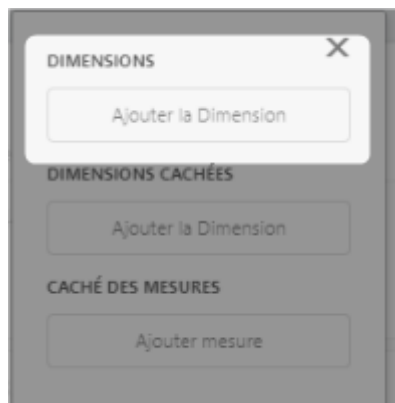 DIMENSIONS
Ajouter la Dimension
DIMENSIONS CACHÉES
Ajouter la Dimension
CACHÉ DES MESURES
Ajouter mesure